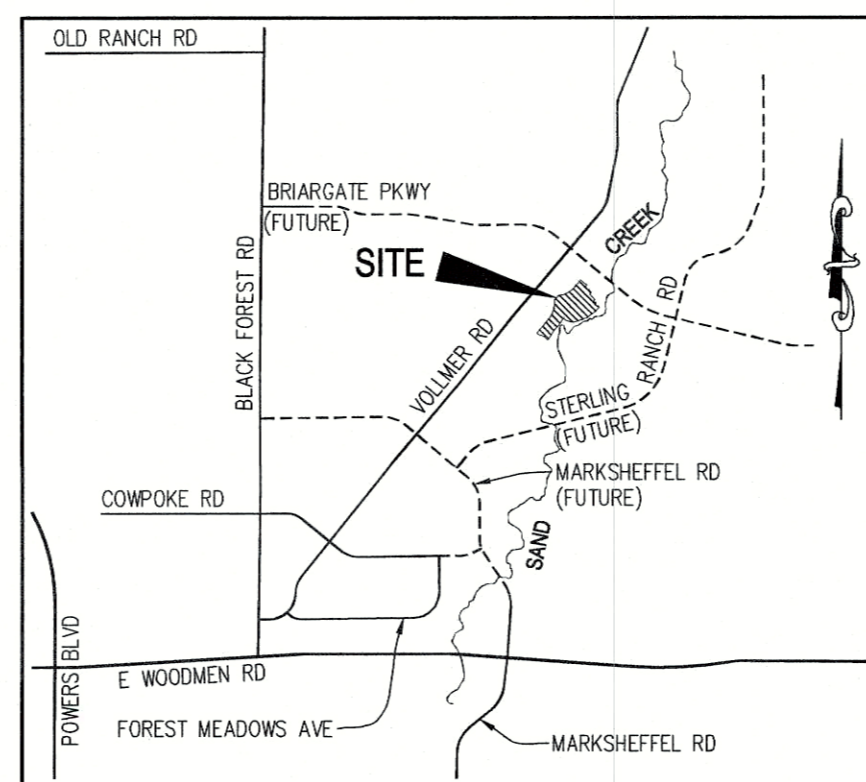 OLD RANCH RD
BRIARGATE PKWY
(FUTURE)
SITE
CREEK
BLACK FOREST RD
VOLLMER RD
STERLING RANCH RD
(FUTURE)
MARKSHEFFEL RD
(FUTURE)
COWPOKE RD
SAND
POWERS BLVD
E WOODMEN RD
FOREST MEADOWS AVE
MARKSHEFFEL RD